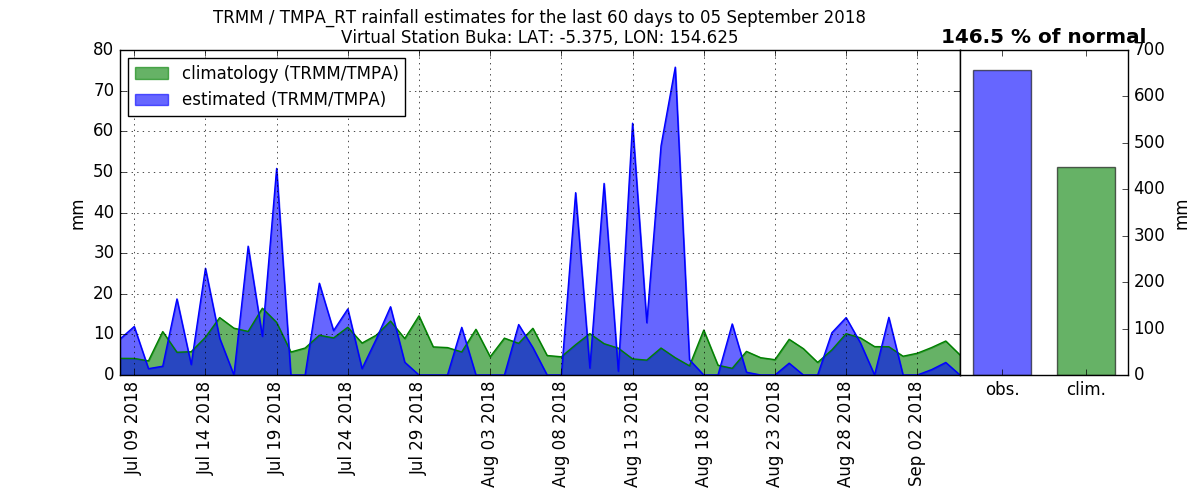 TRMM / TMPA_RT rainfall estimates for the last 60 days to 05 September 2018
Virtual Station Buka: LAT: -5.375, LON: 154.625
146.5 % of normal
climatology (TRMM/TMPA)
estimated (TRMM/TMPA)
80
70
60
50
40
30
20
10
0
mm
Jul 09 2018
Jul 14 2018
Jul 19 2018
Jul 24 2018
Jul 29 2018
Aug 03 2018
Aug 08 2018
Aug 13 2018
Aug 18 2018
Aug 23 2018
Aug 28 2018
Sep 02 2018
700
600
500
400
300
200
100
0
mm
obs.
clim.